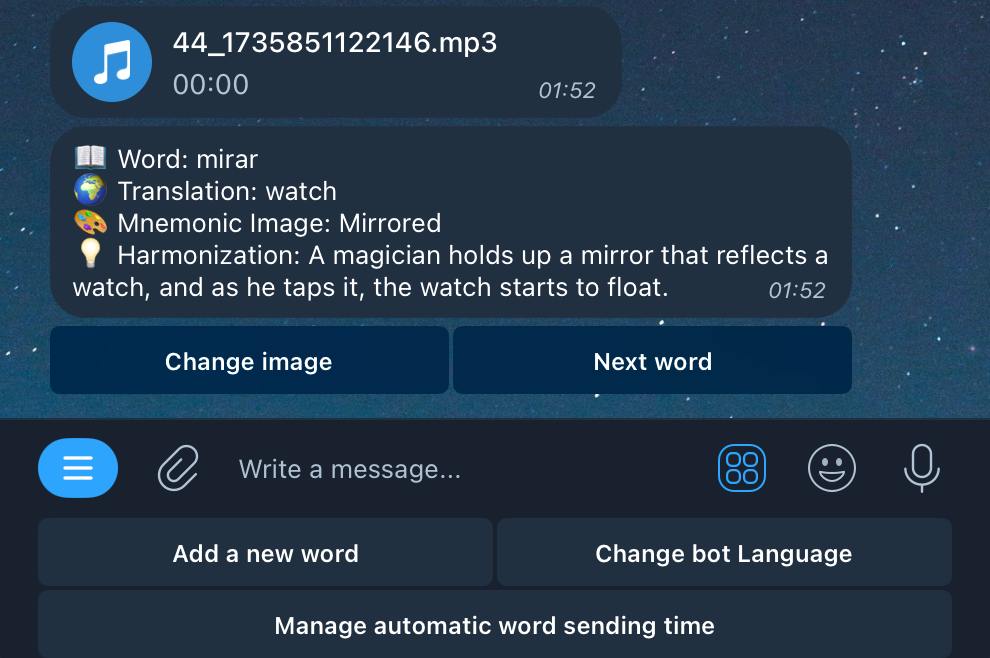 44_1735851122146.mp3
00:00
01:52
Word: mirar
Translation: watch
Mnemonic Image: Mirrored
Harmonization: A magician holds up a mirror that reflects a
watch, and as he taps it, the watch starts to float.
01:52
Change image
Next word
Write a message...
Add a new word
Change bot Language
Manage automatic word sending time